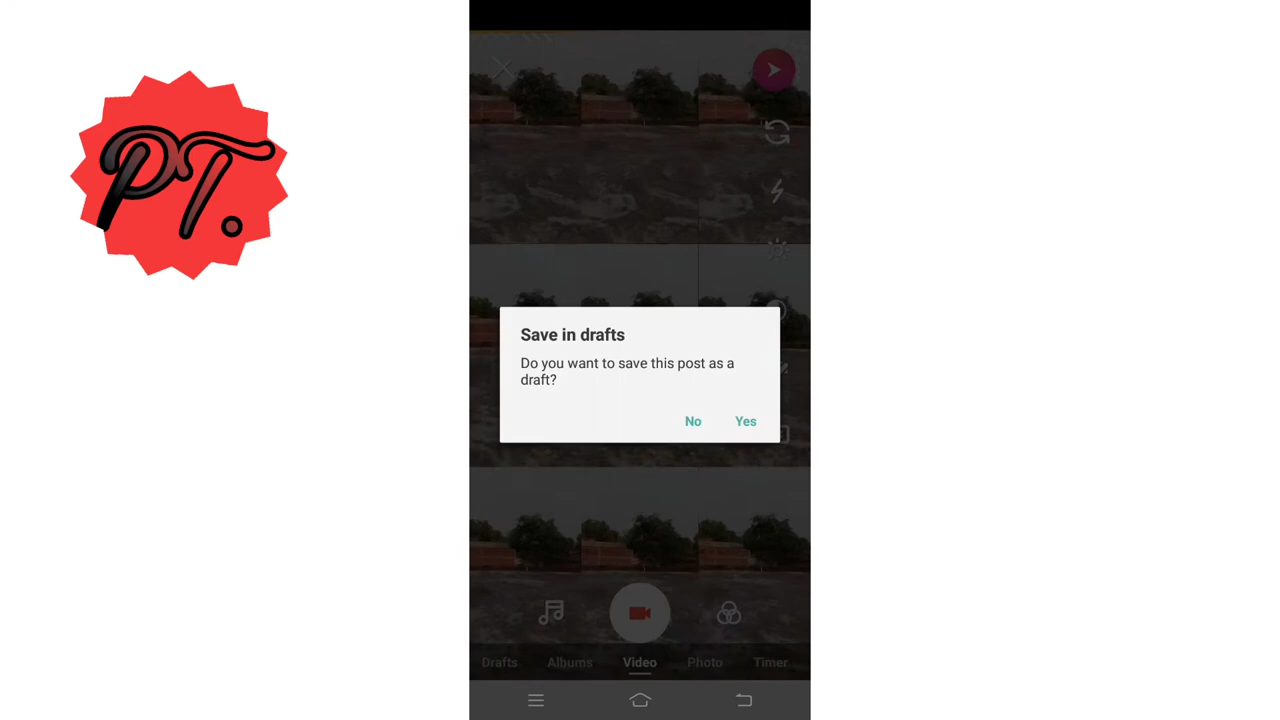 PT.
Save in drafts
Do you want to save this post as a
draft?
No Yes
Drafts Albums Video Photo Timer